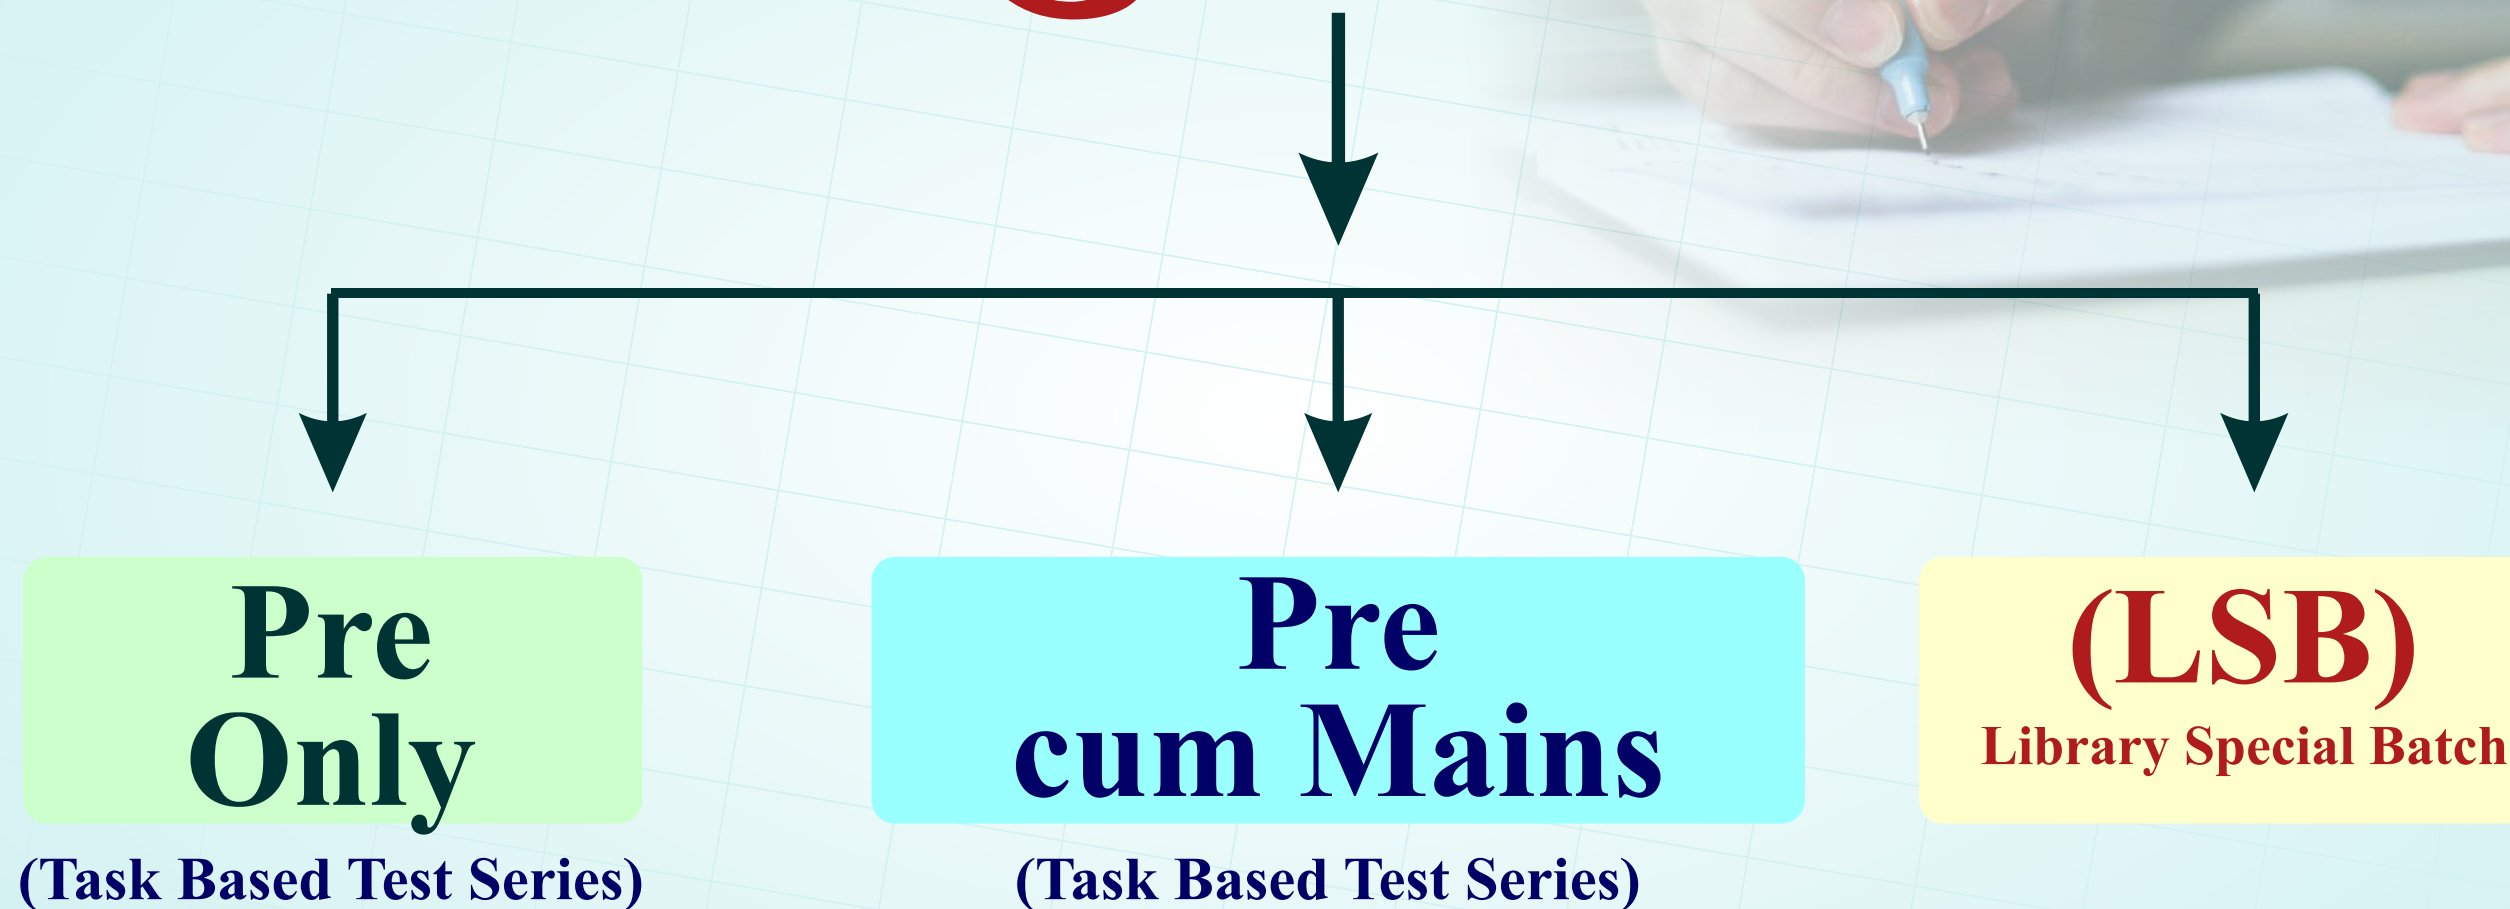 Pre
Only
(Task Based Test Series)
Pre
cum Mains
(Task Based Test Series)
(LSB)
Library Special Batch